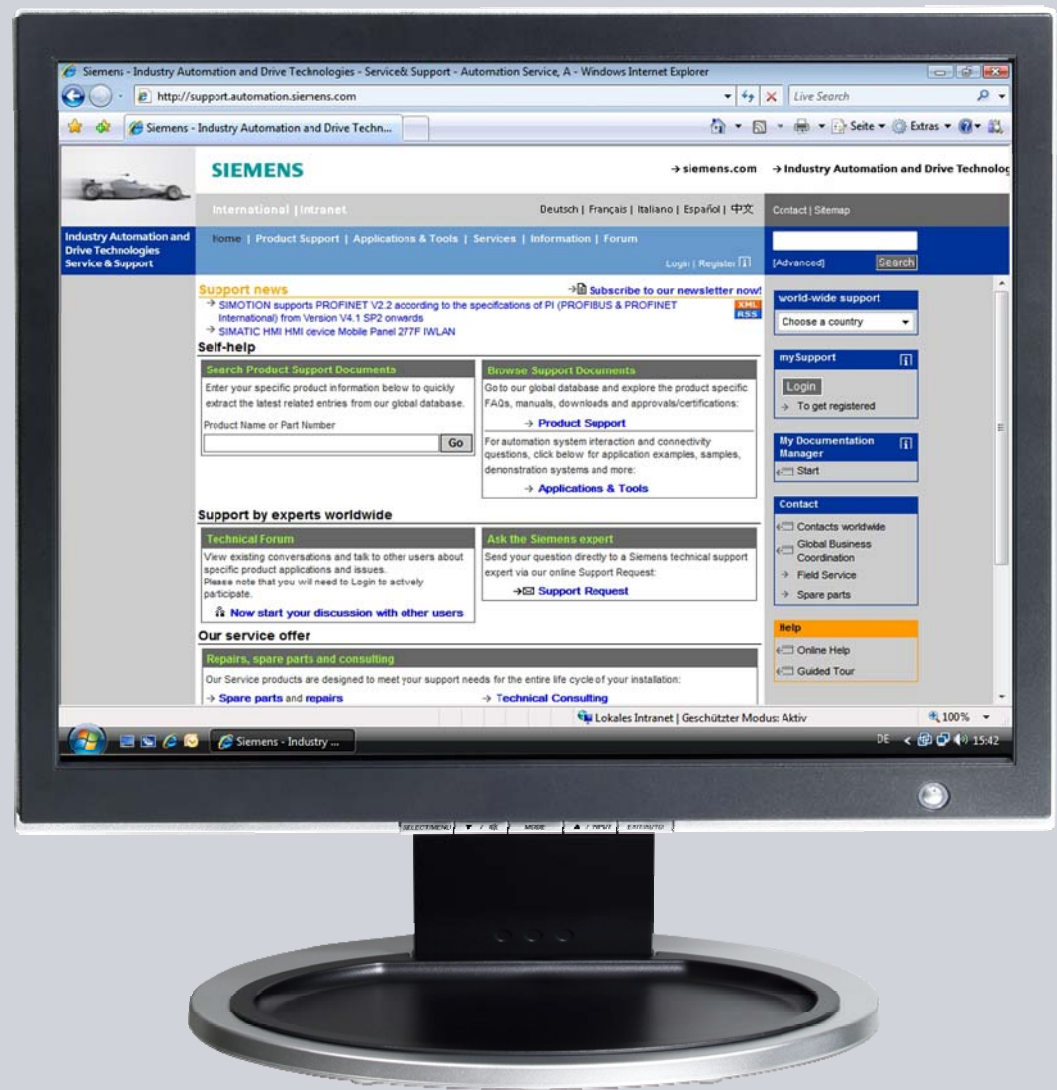 Siemens - Industry Automation and Drive Technologies - Service& Support - Automation Service, A - Windows Internet Explorer
http://support.automation.siemens.com
Live Search
Siemens - Industry Automation and Drive Techn...
Seite
Extras
SIEMENS
siemens.com
Industry Automation and Drive Technolog
International | Intranet
Deutsch | Français | Italiano | Español | 中文
Contact | Sitemap
Industry Automation and
Drive Technologies
Service & Support
Home | Product Support | Applications & Tools | Services | Information | Forum
Login | Register
[Advanced]
Search
Support news
Subscribe to our newsletter now!
SIMOTION supports PROFINET V2.2 according to the specifications of PI (PROFIBUS & PROFINET
International) from Version V4.1 SP2 onwards
XML
RSS
SIMATIC HMI HMI device Mobile Panel 277F IWLAN
Self-help
Search Product Support Documents
Enter your specific product information below to quickly
extract the latest related entries from our global database.
Product Name or Part Number
Go
Browse Support Documents
Go to our global database and explore the product specific
FAQs, manuals, downloads and approvals/certifications:
Product Support
For automation system interaction and connectivity
questions, click below for application examples, samples,
demonstration systems and more:
Applications & Tools
Support by experts worldwide
Technical Forum
View existing conversations and talk to other users about
specific product applications and issues.
Please note that you will need to Login to actively
participate.
Now start your discussion with other users
Ask the Siemens expert
Send your question directly to a Siemens technical support
expert via our online Support Request:
Support Request
Our service offer
Repairs, spare parts and consulting
Our Service products are designed to meet your support needs for the entire life cycle of your installation:
Spare parts and repairs
Technical Consulting
world-wide support
Choose a country
mySupport
Login
To get registered
My Documentation
Manager
Start
Contact
Contacts worldwide
Global Business
Coordination
Field Service
Spare parts
Help
Online Help
Guided Tour
Lokales Intranet | Geschützter Modus: Aktiv
100%
Siemens - Industry ...
DE
15:42
SELECT/MENU
MODE